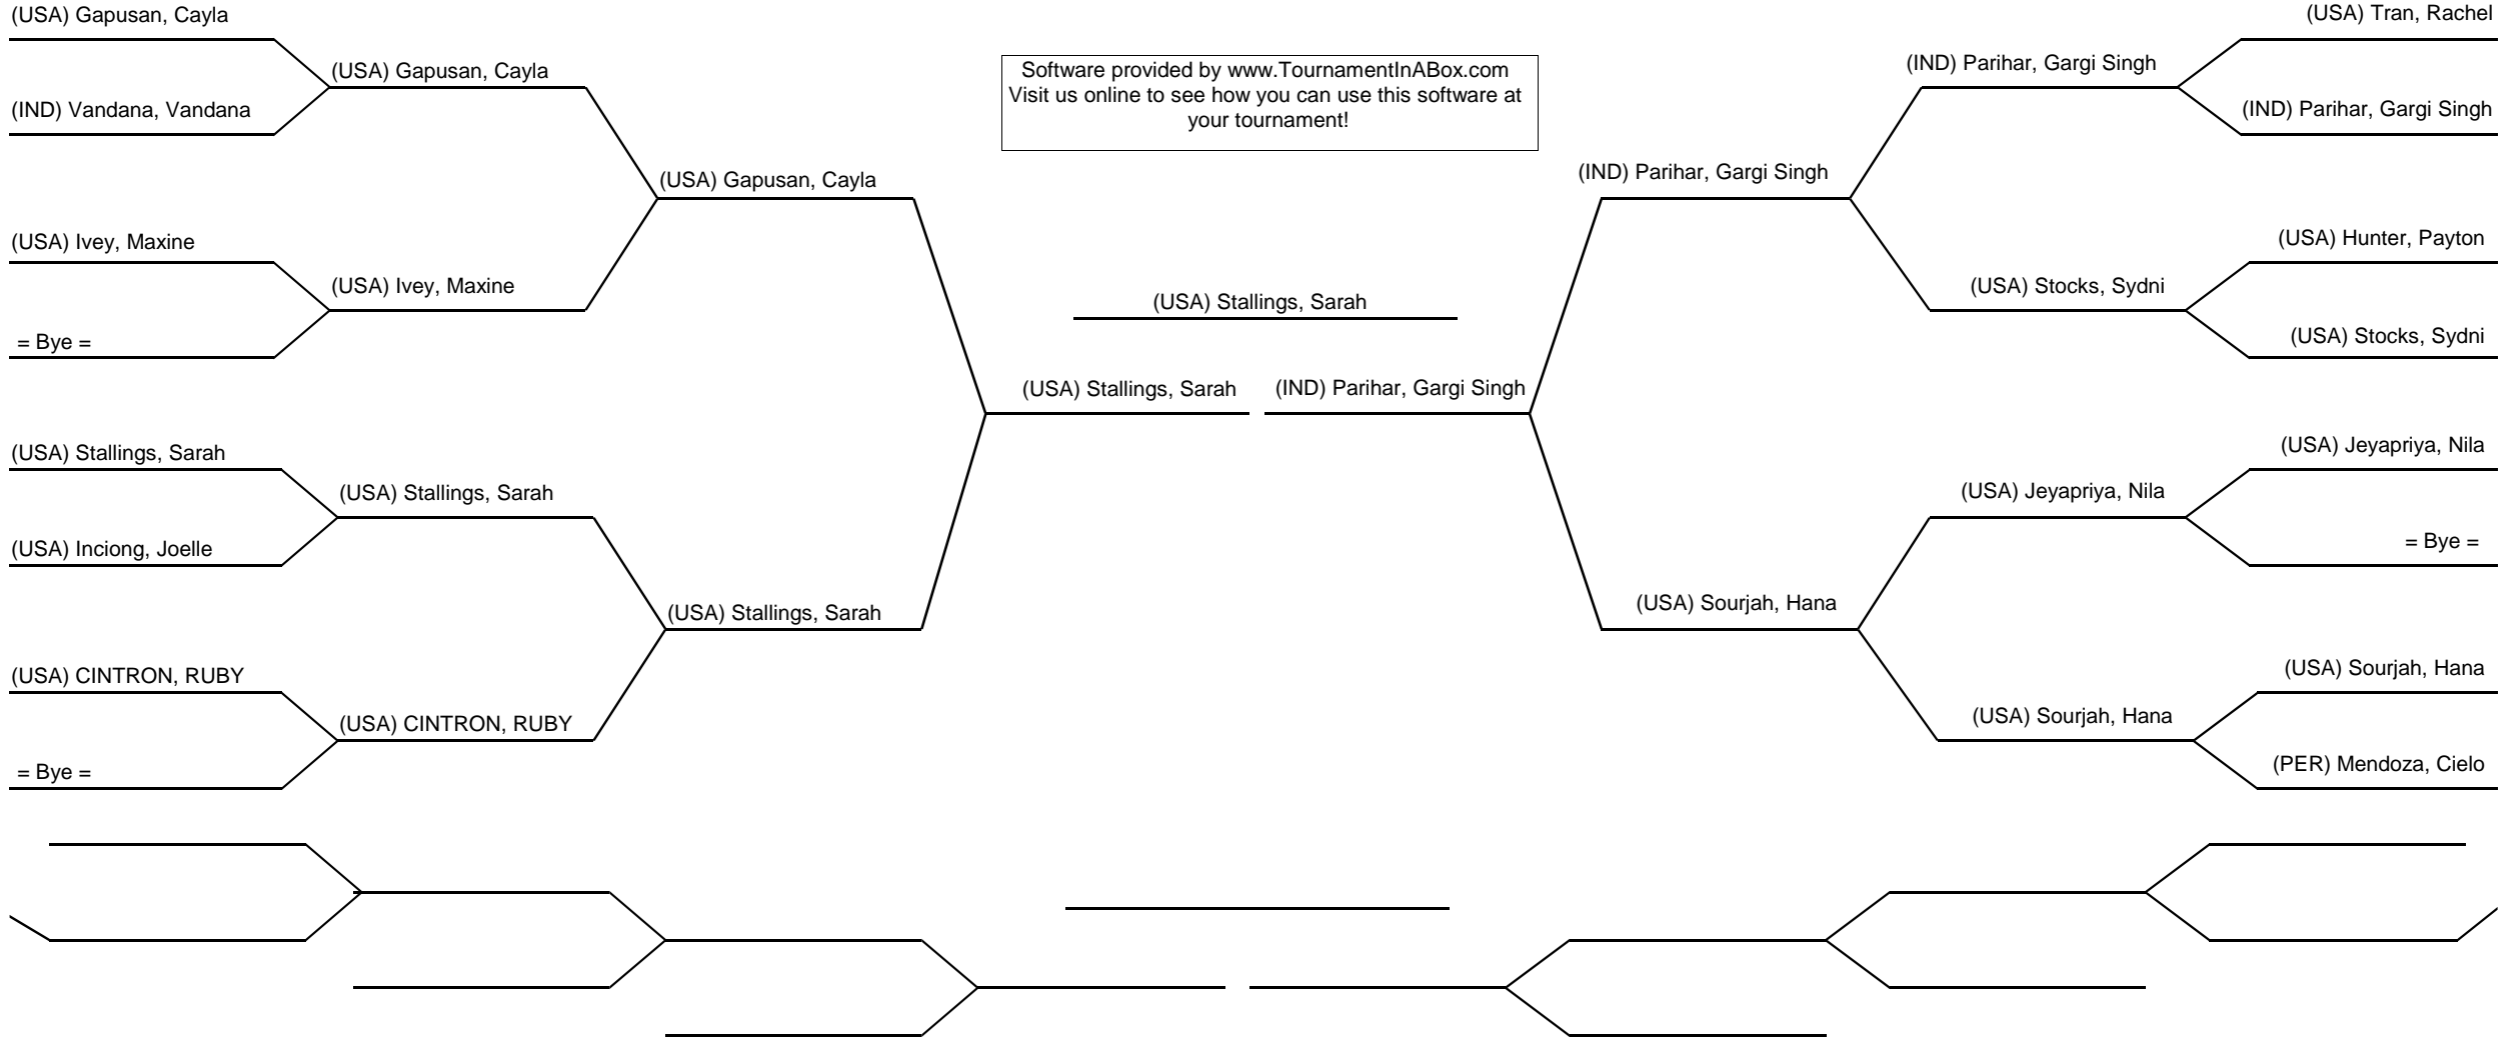 (USA) Gapusan, Cayla
(IND) Vandana, Vandana
(USA) Ivey, Maxine
= Bye =
(USA) Stallings, Sarah
(USA) Inciong, Joelle
(USA) CINTRON, RUBY
= Bye =
(USA) Gapusan, Cayla
(USA) Ivey, Maxine
(USA) Stallings, Sarah
(USA) CINTRON, RUBY
(USA) Gapusan, Cayla
(USA) Stallings, Sarah
Software provided by www.TournamentInABox.com
Visit us online to see how you can use this software at
your tournament!
(USA) Stallings, Sarah
(USA) Stallings, Sarah
(IND) Parihar, Gargi Singh
(IND) Parihar, Gargi Singh
(USA) Sourjah, Hana
(IND) Parihar, Gargi Singh
(USA) Stocks, Sydni
(USA) Jeyapriya, Nila
(USA) Sourjah, Hana
(USA) Tran, Rachel
(IND) Parihar, Gargi Singh
(USA) Hunter, Payton
(USA) Stocks, Sydni
(USA) Jeyapriya, Nila
= Bye =
(USA) Sourjah, Hana
(PER) Mendoza, Cielo